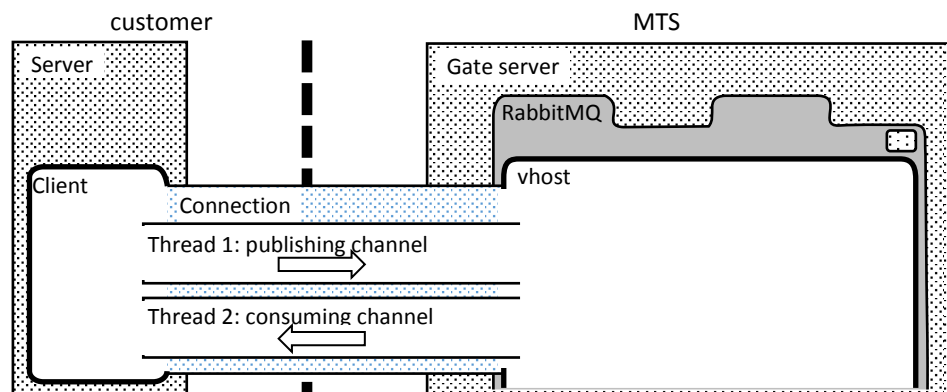 customer
MTS
Server
Gate server
RabbitMQ
Client
vhost
Connection
Thread 1: publishing channel
Thread 2: consuming channel